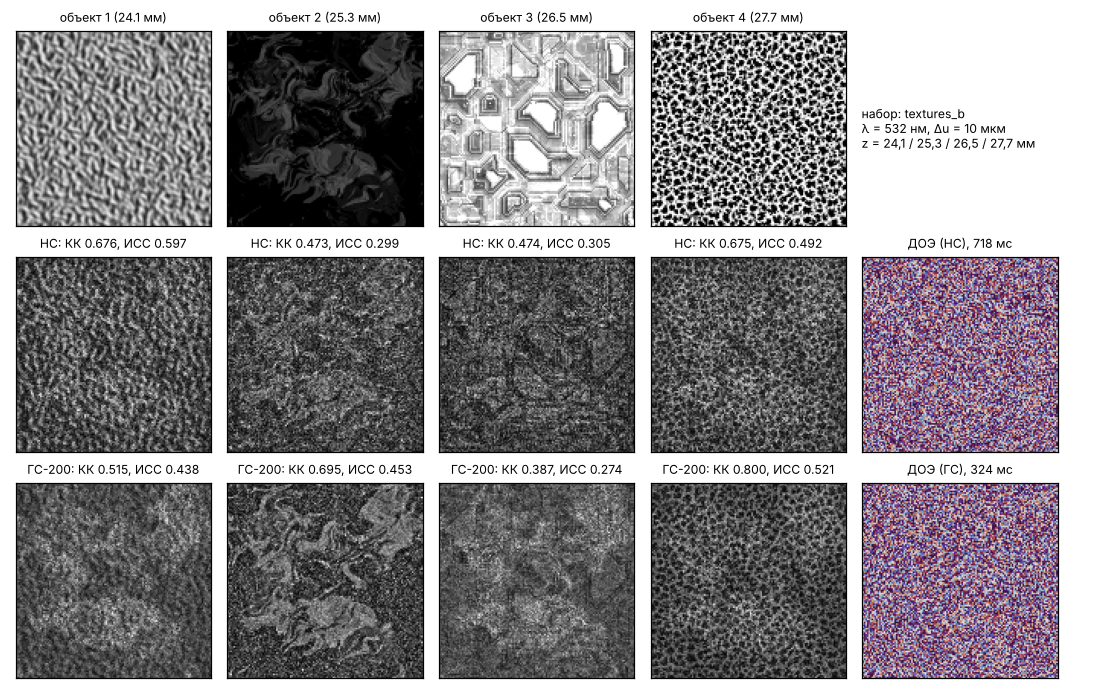 объект 1 (24.1 мм)
объект 2 (25.3 мм)
объект 3 (26.5 мм)
объект 4 (27.7 мм)
набор: textures_b
λ = 532 нм, Δu = 10 мкм
z = 24,1 / 25,3 / 26,5 / 27,7 мм
НС: КК 0.676, ИСС 0.597
НС: КК 0.473, ИСС 0.299
НС: КК 0.474, ИСС 0.305
НС: КК 0.675, ИСС 0.492
ДОЭ (НС), 718 мс
ГС-200: КК 0.515, ИСС 0.438
ГС-200: КК 0.695, ИСС 0.453
ГС-200: КК 0.387, ИСС 0.274
ГС-200: КК 0.800, ИСС 0.521
ДОЭ (ГС), 324 мс